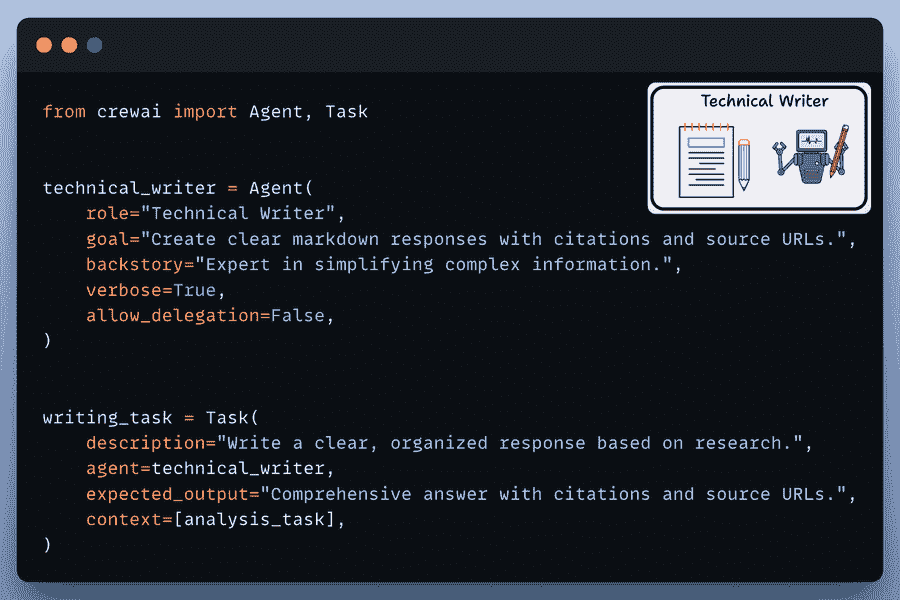 Technical Writer
from crewai import Agent, Task
technical_writer = Agent(
    role="Technical Writer",
    goal="Create clear markdown responses with citations and source URLs.",
    backstory="Expert in simplifying complex information.",
    verbose=True,
    allow_delegation=False,
)
writing_task = Task(
    description="Write a clear, organized response based on research.",
    agent=technical_writer,
    expected_output="Comprehensive answer with citations and source URLs.",
    context=[analysis_task],
)